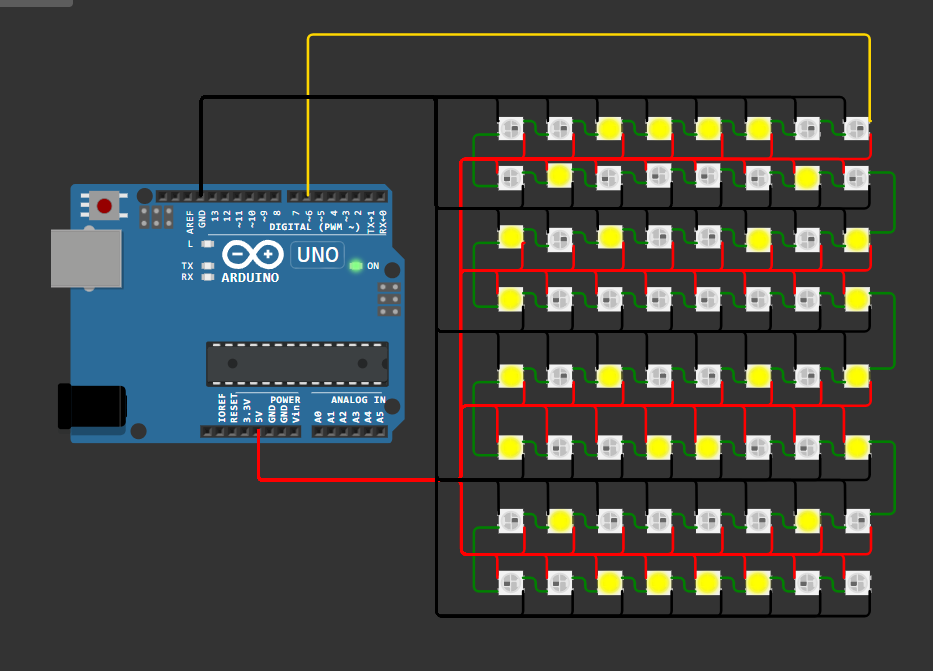 AREF
GND
13
12
~11
~10
~9
8
7
~6
~5
4
~3
2
TX→1
RX←0
DIGITAL (PWM ~)
L
UNO
TX
RX
ON
ARDUINO
IOREF
RESET
3.3V
5V
GND
GND
Vin
POWER
ANALOG IN
A0
A1
A2
A3
A4
A5